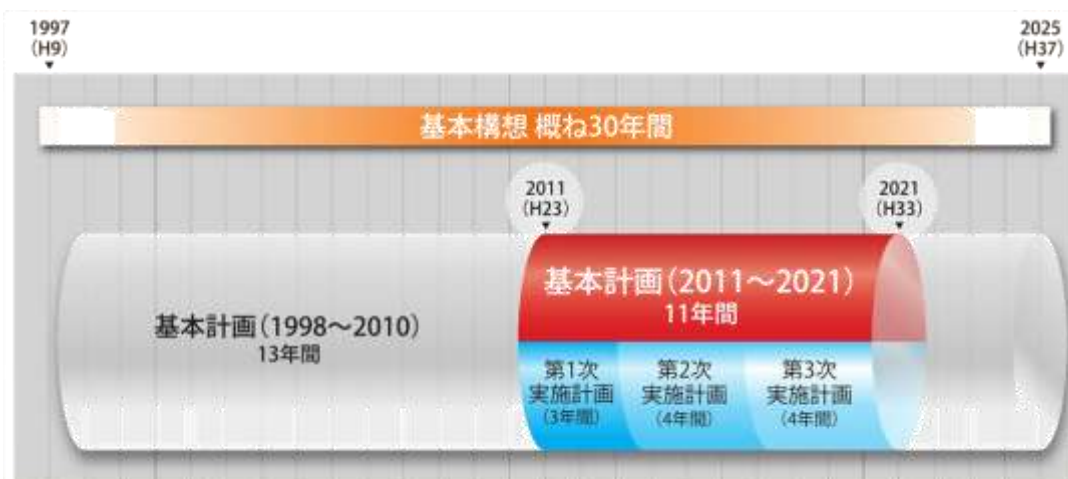 1997
(H9)
2025
(H37)
基本構想 概ね30年間
2011
(H23)
2021
(H33)
基本計画(1998～2010)
13年間
基本計画(2011～2021)
11年間
第1次
実施計画
(3年間)
第2次
実施計画
(4年間)
第3次
実施計画
(4年間)